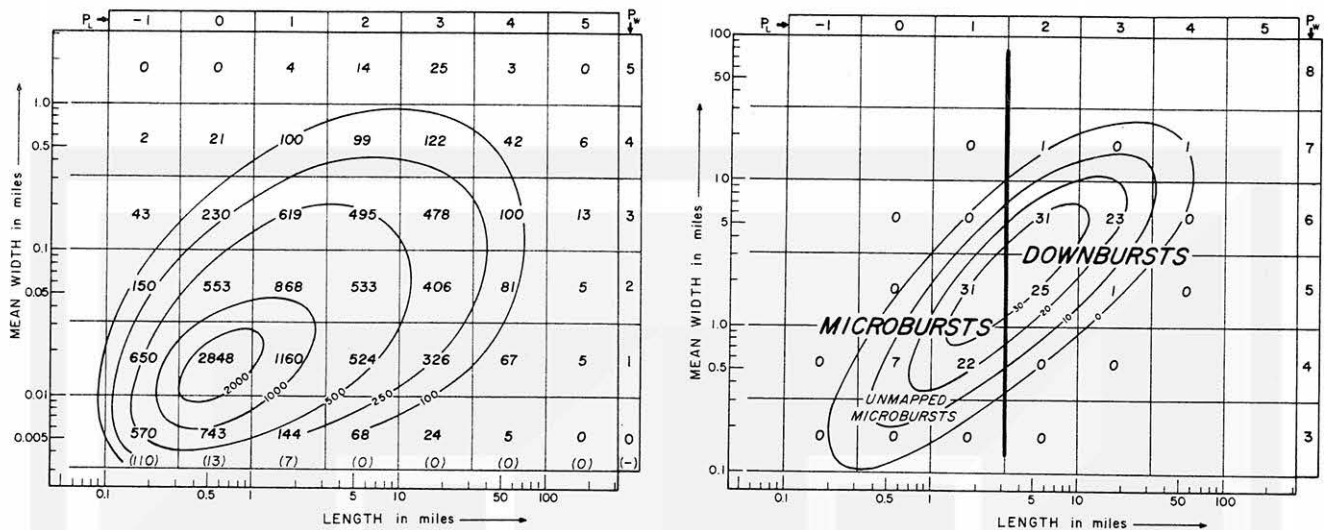 P_L → -1 0 1 2 3 4 5 P_W ↓
0 0 4 14 25 3 0 5
1.0
2 21 100 99 122 42 6 4
0.5
43 230 619 495 478 100 13 3
0.1
150 553 868 533 406 81 5 2
0.05
650 2848 1160 524 326 67 5 1
2000 1000 500 250 100
0.01
570 743 144 68 24 5 0 0
0.005
(110) (13) (7) (0) (0) (0) (0) (-)
0.1 0.5 1 5 10 50 100
MEAN WIDTH in miles
LENGTH in miles
P_L → -1 0 1 2 3 4 5 P_W ↓
100
50 8
0 1 0 1 7
10
5 0 0 31 23 0 6
DOWNBURSTS
0 31 25 1 0 5
30 20 10 0
1.0 MICROBURSTS
0.5 0 7 22 0 0 4
UNMAPPED
MICROBURSTS
0 0 0 0 3
0.1
0.1 0.5 1 5 10 50 100
MEAN WIDTH in miles
LENGTH in miles